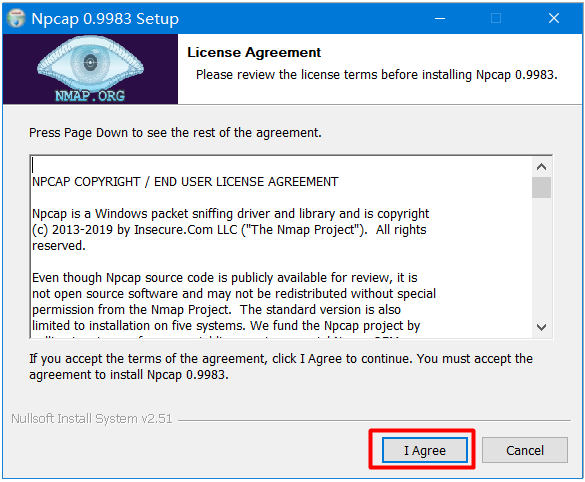 Npcap 0.9983 Setup
NMAP.ORG
License Agreement
Please review the license terms before installing Npcap 0.9983.
Press Page Down to see the rest of the agreement.
NPCAP COPYRIGHT / END USER LICENSE AGREEMENT
Npcap is a Windows packet sniffing driver and library and is copyright
(c) 2013-2019 by Insecure.Com LLC ("The Nmap Project").  All rights
reserved.
Even though Npcap source code is publicly available for review, it is
not open source software and may not be redistributed without special
permission from the Nmap Project.  The standard version is also
limited to installation on five systems. We fund the Npcap project by
If you accept the terms of the agreement, click I Agree to continue. You must accept the
agreement to install Npcap 0.9983.
Nullsoft Install System v2.51
I Agree
Cancel